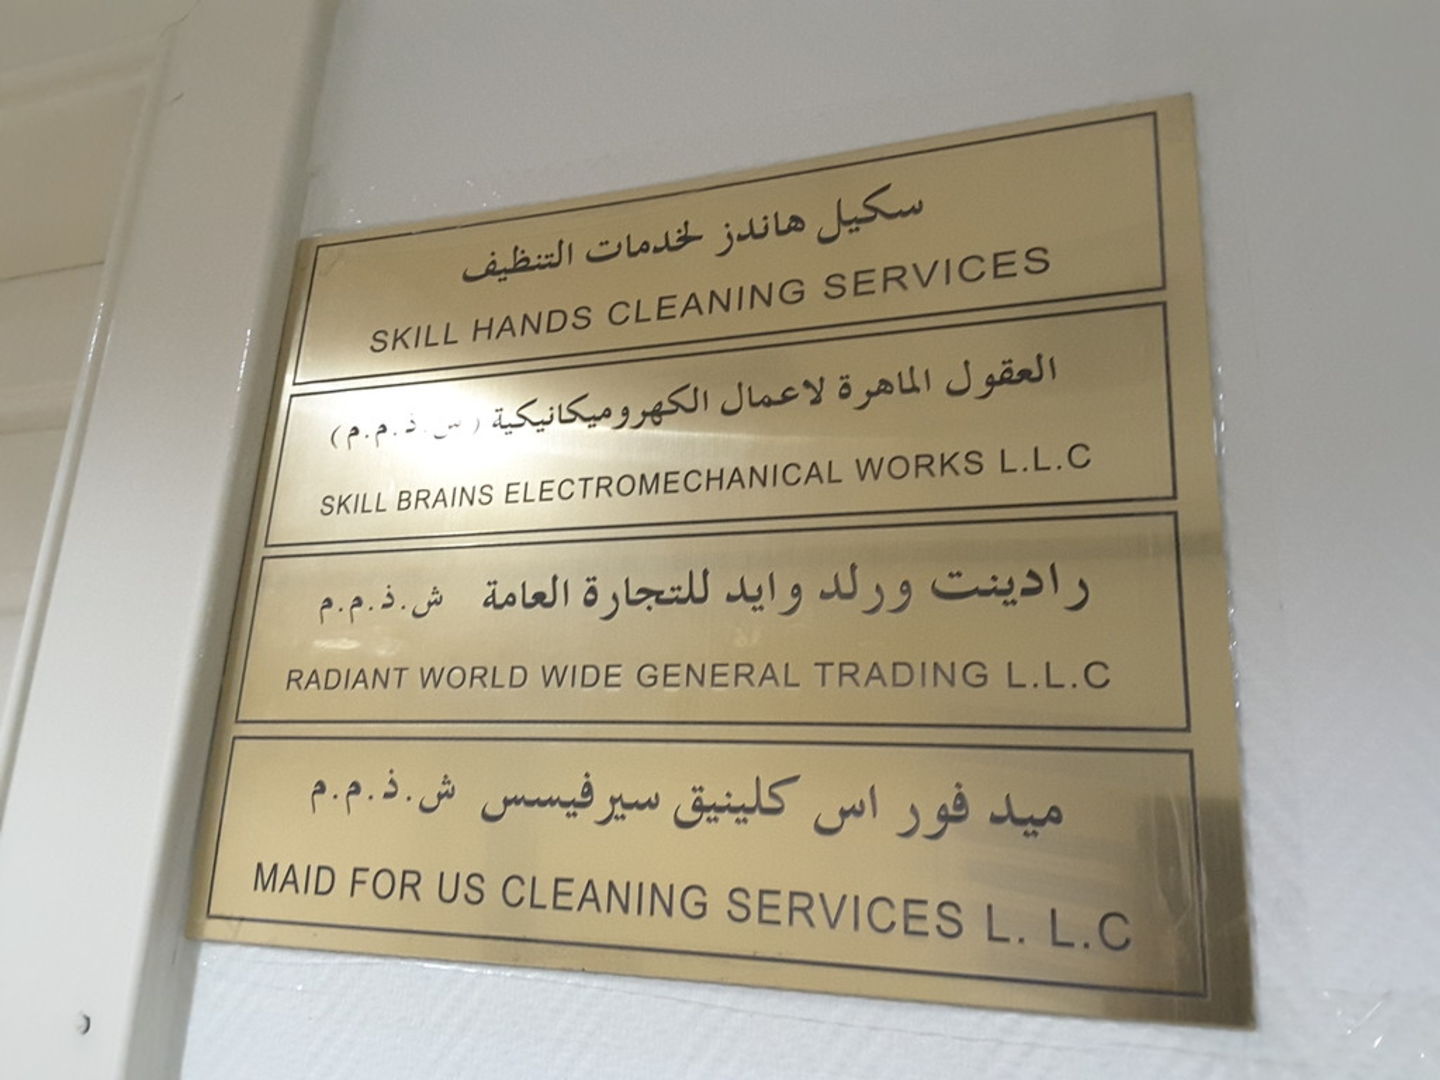 سكيل هاندز لخدمات التنظيف
SKILL HANDS CLEANING SERVICES
العقول الماهرة لاعمال الكهروميكانيكية ( ش.ذ.م.م )
SKILL BRAINS ELECTROMECHANICAL WORKS L.L.C
رادينت ورلد وايد للتجارة العامة ش.ذ.م.م
RADIANT WORLD WIDE GENERAL TRADING L.L.C
ميد فور اس كلينيق سيرفيسس ش.ذ.م.م
MAID FOR US CLEANING SERVICES L. L.C